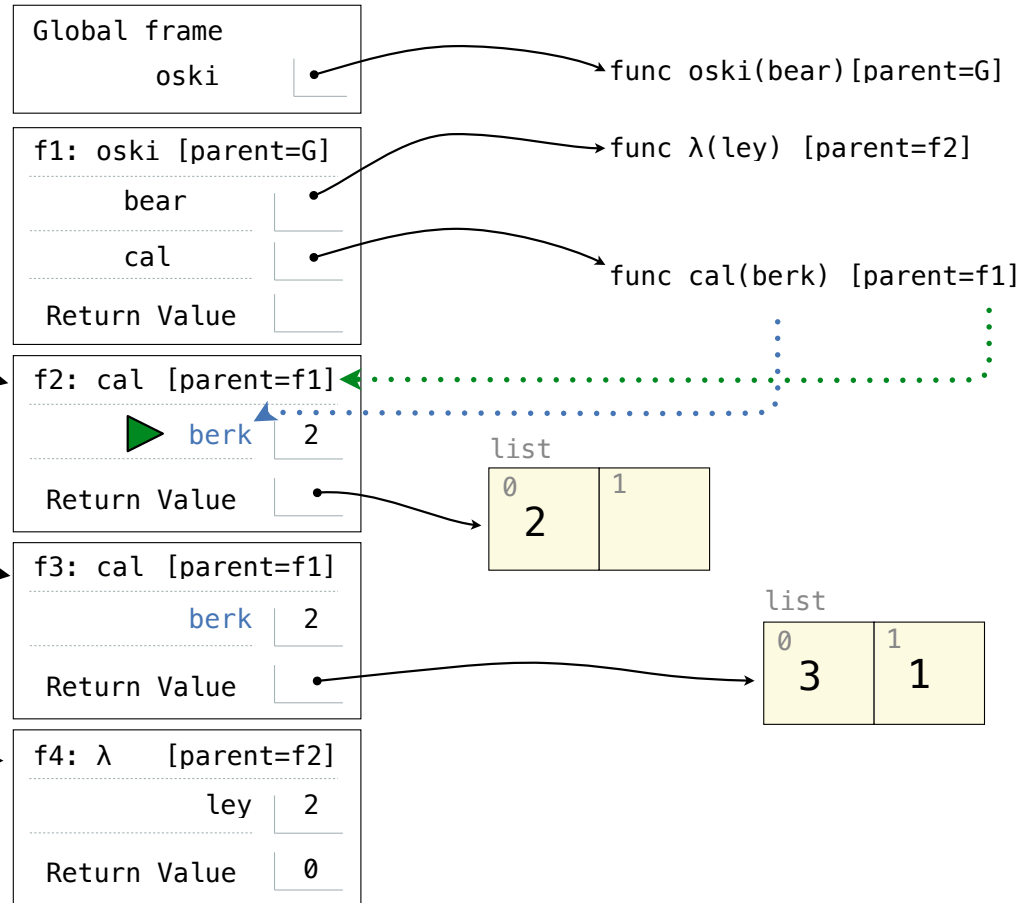 Global frame
oski
func oski(bear)[parent=G]
f1: oski [parent=G]
func λ(ley) [parent=f2]
bear
cal
func cal(berk) [parent=f1]
Return Value
f2: cal [parent=f1]
berk 2
list
0 1
2
Return Value
f3: cal [parent=f1]
berk 2
list
0 1
3 1
Return Value
f4: λ [parent=f2]
ley 2
Return Value 0